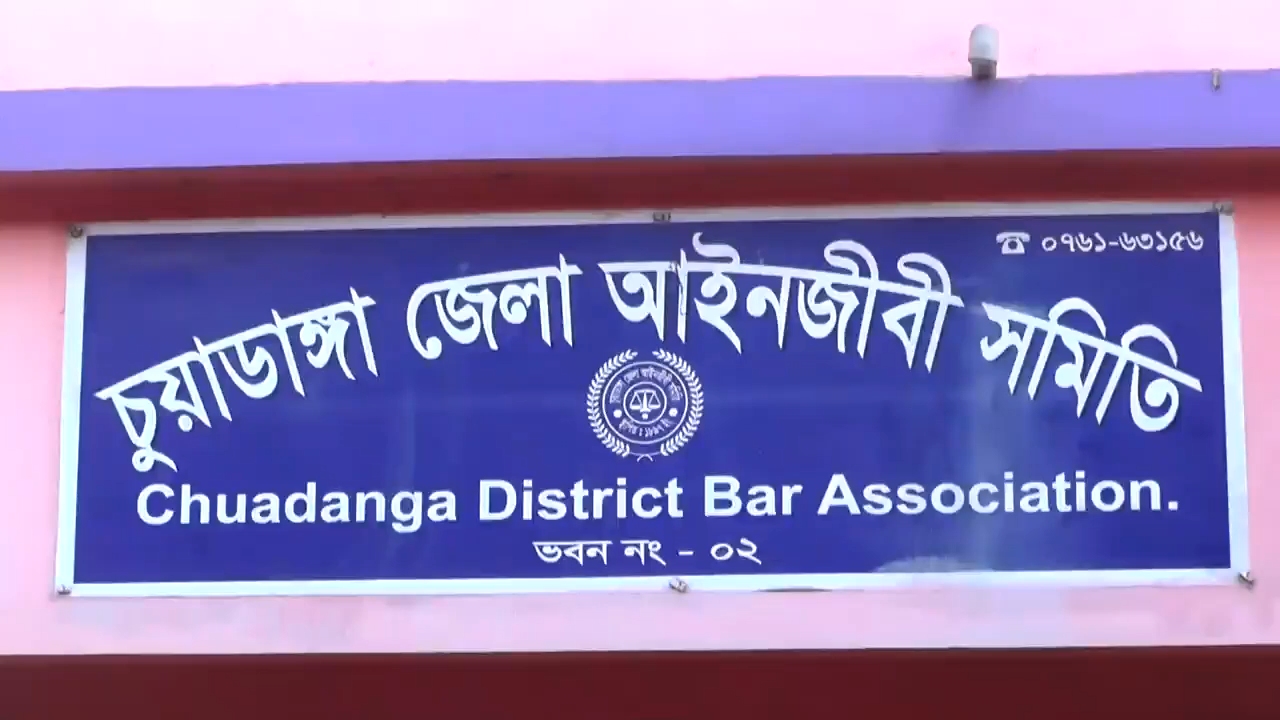 ☎ ০৭৬১-৬৩১৫৬
চুয়াডাঙ্গা জেলা আইনজীবী সমিতি
Chuadanga District Bar Association.
ভবন নং - ০২